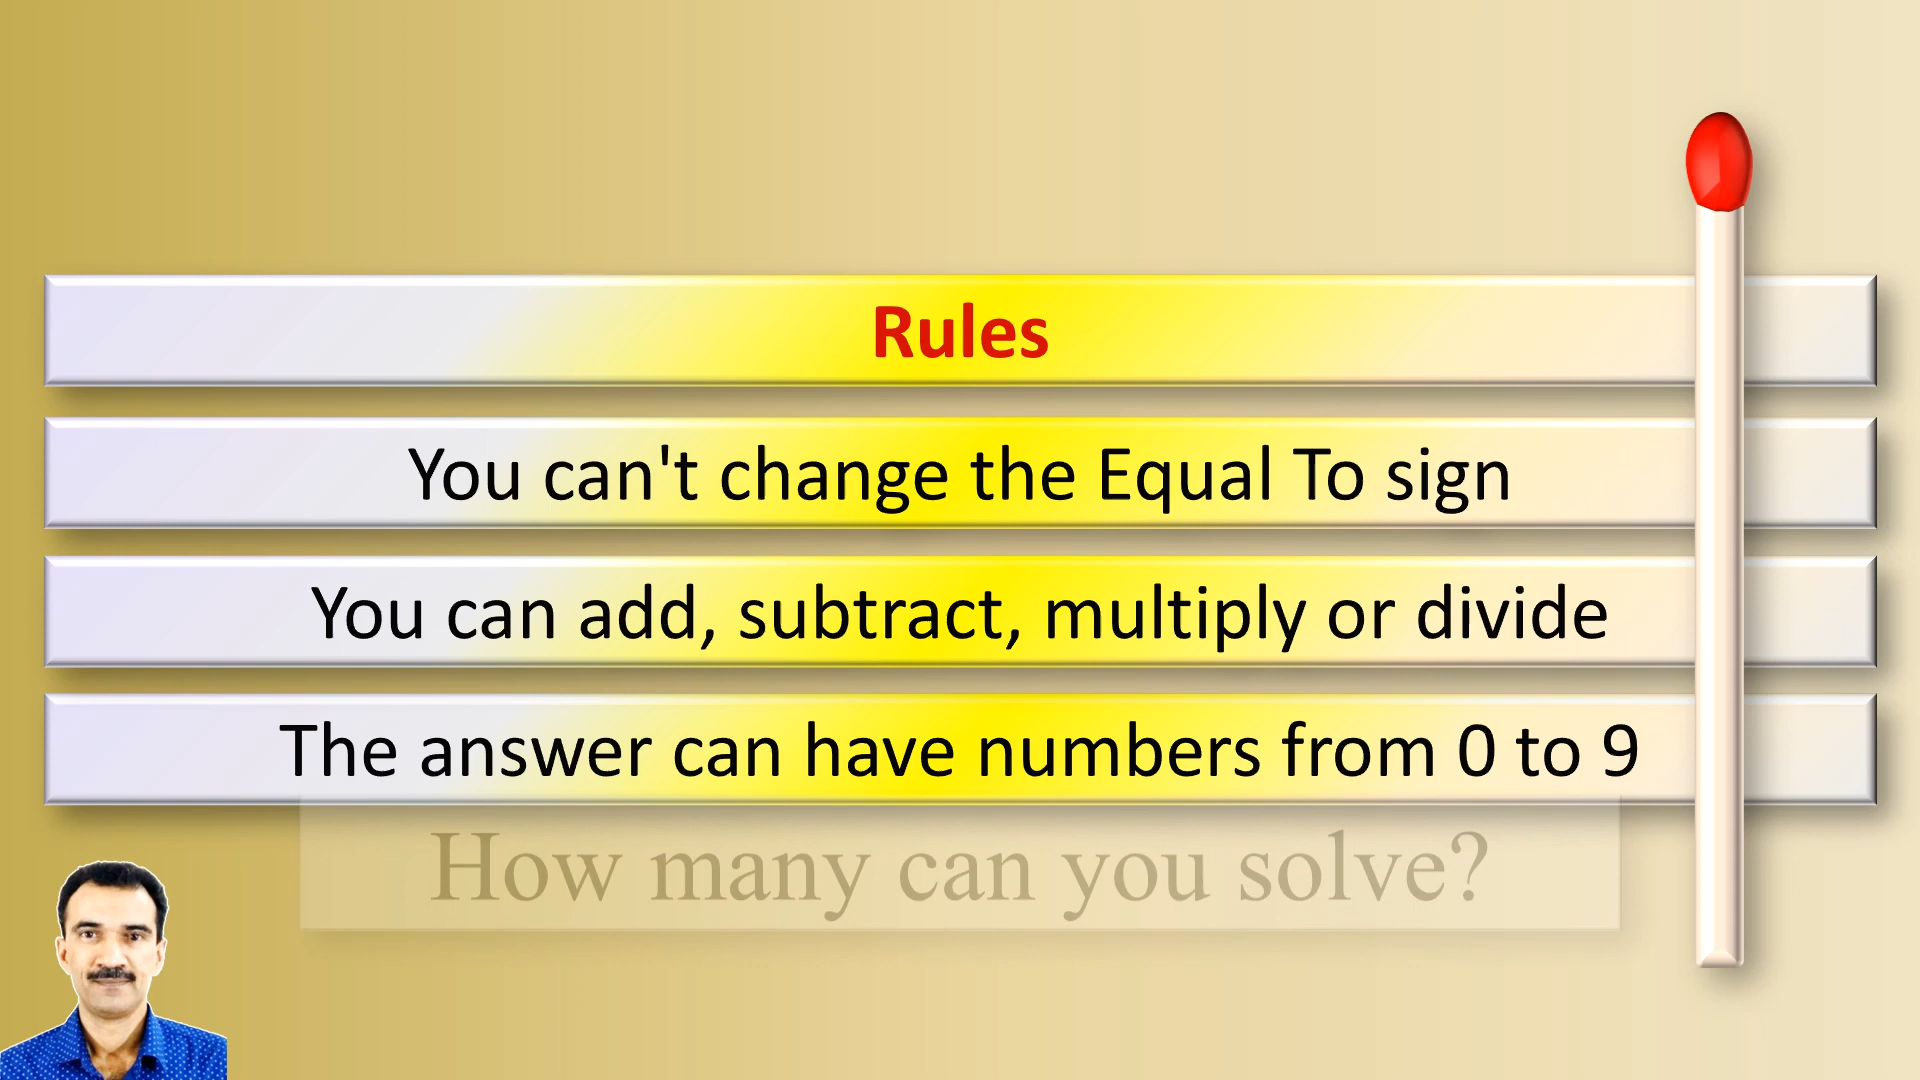 Rules
You can't change the Equal To sign
You can add, subtract, multiply or divide
The answer can have numbers from 0 to 9
How many can you solve?